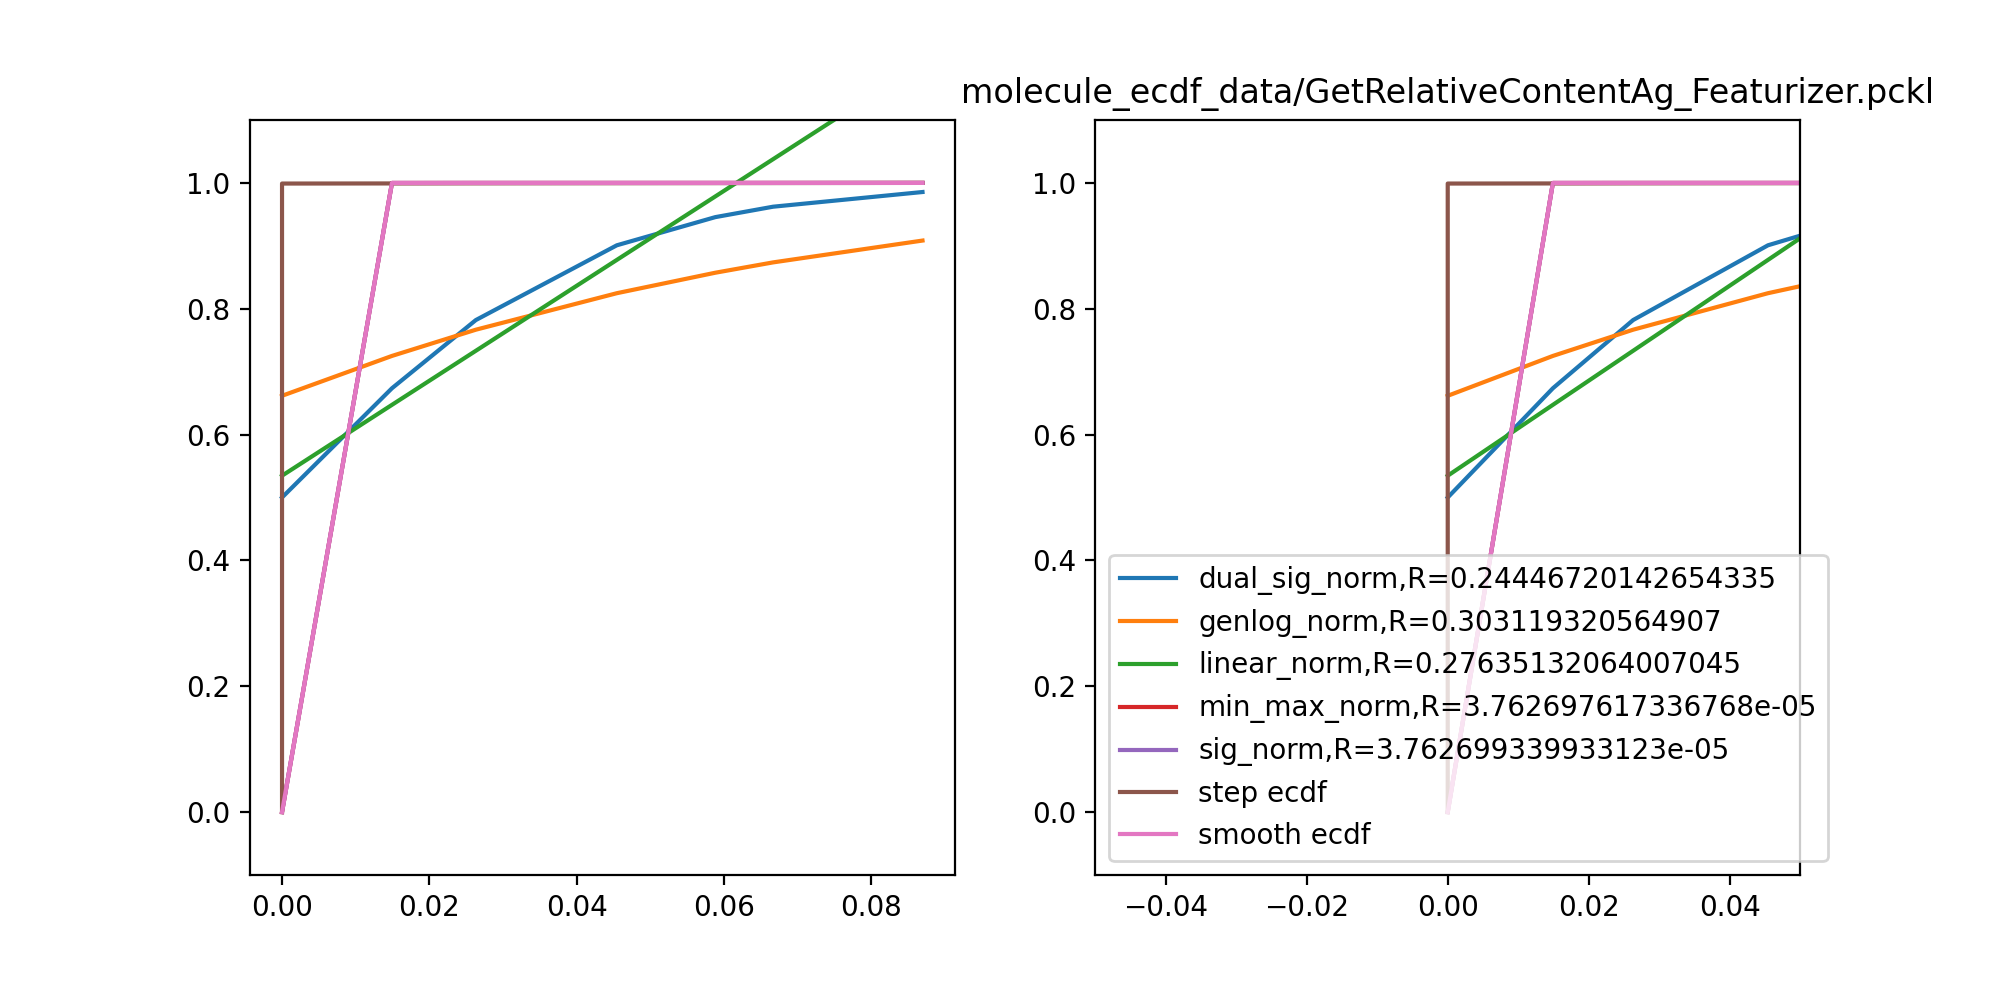 molecule_ecdf_data/GetRelativeContentAg_Featurizer.pckl
1.0
0.8
0.6
0.4
0.2
0.0
0.00 0.02 0.04 0.06 0.08
1.0
0.8
0.6
0.4
0.2
0.0
dual_sig_norm,R=0.24446720142654335
genlog_norm,R=0.303119320564907
linear_norm,R=0.27635132064007045
min_max_norm,R=3.762697617336768e-05
sig_norm,R=3.762699339933123e-05
step ecdf
smooth ecdf
−0.04 −0.02 0.00 0.02 0.04